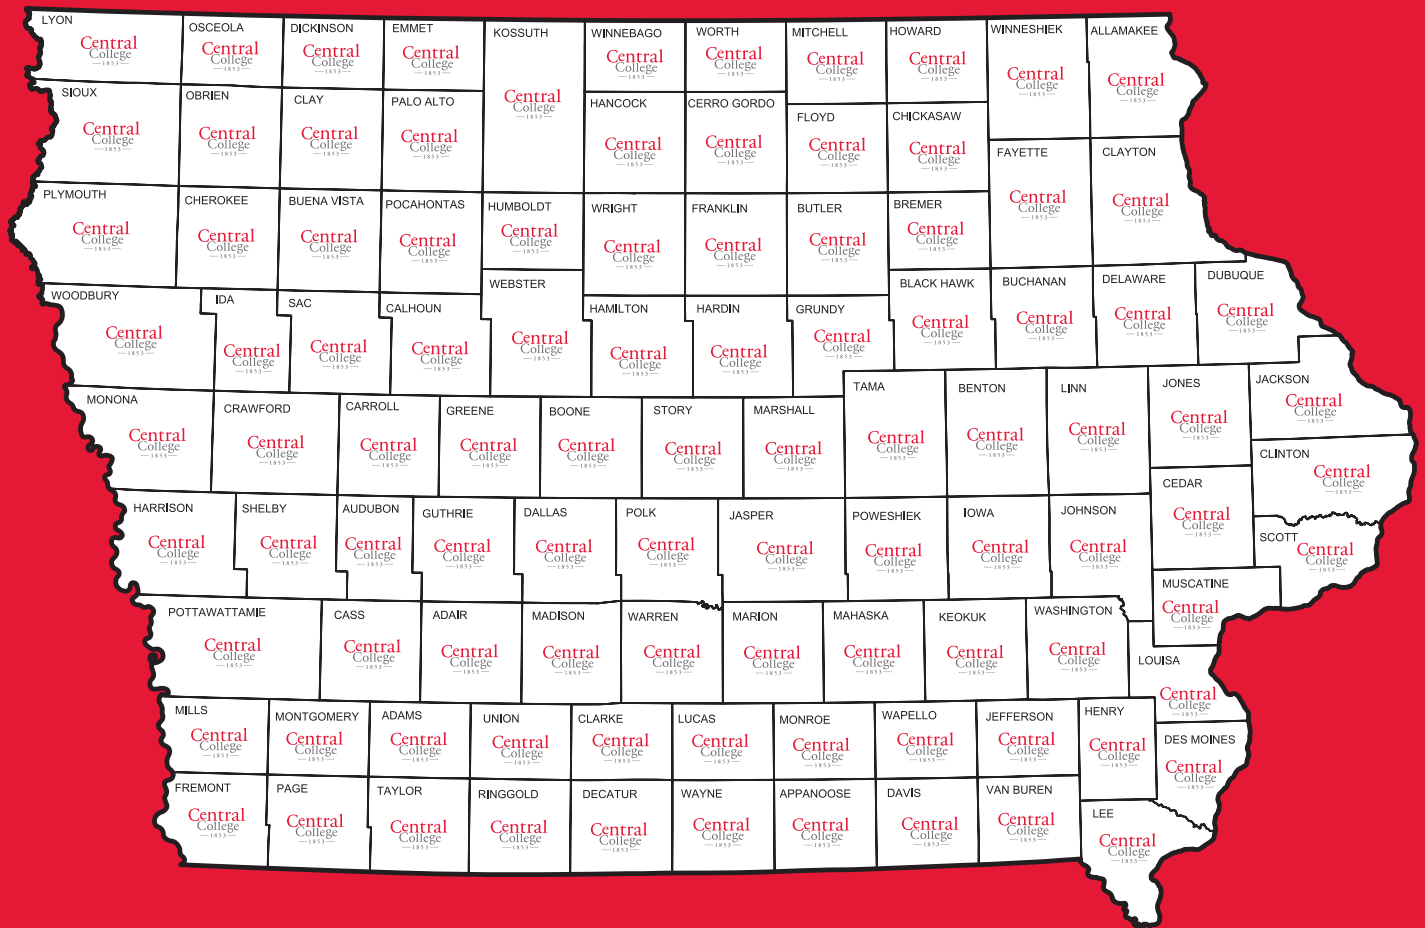 LYON
Central
College
—1853—
OSCEOLA
Central
College
—1853—
DICKINSON
Central
College
—1853—
EMMET
Central
College
—1853—
KOSSUTH
Central
College
—1853—
WINNEBAGO
Central
College
—1853—
WORTH
Central
College
—1853—
MITCHELL
Central
College
—1853—
HOWARD
Central
College
—1853—
WINNESHIEK
Central
College
—1853—
ALLAMAKEE
Central
College
—1853—
SIOUX
Central
College
—1853—
OBRIEN
Central
College
—1853—
CLAY
Central
College
—1853—
PALO ALTO
Central
College
—1853—
HANCOCK
Central
College
—1853—
CERRO GORDO
Central
College
—1853—
FLOYD
Central
College
—1853—
CHICKASAW
Central
College
—1853—
FAYETTE
Central
College
—1853—
CLAYTON
Central
College
—1853—
PLYMOUTH
Central
College
—1853—
CHEROKEE
Central
College
—1853—
BUENA VISTA
Central
College
—1853—
POCAHONTAS
Central
College
—1853—
HUMBOLDT
Central
College
—1853—
WRIGHT
Central
College
—1853—
FRANKLIN
Central
College
—1853—
BUTLER
Central
College
—1853—
BREMER
Central
College
—1853—
WOODBURY
Central
College
—1853—
IDA
Central
College
—1853—
SAC
Central
College
—1853—
CALHOUN
Central
College
—1853—
WEBSTER
Central
College
—1853—
HAMILTON
Central
College
—1853—
HARDIN
Central
College
—1853—
GRUNDY
Central
College
—1853—
BLACK HAWK
Central
College
—1853—
BUCHANAN
Central
College
—1853—
DELAWARE
Central
College
—1853—
DUBUQUE
Central
College
—1853—
MONONA
Central
College
—1853—
CRAWFORD
Central
College
—1853—
CARROLL
Central
College
—1853—
GREENE
Central
College
—1853—
BOONE
Central
College
—1853—
STORY
Central
College
—1853—
MARSHALL
Central
College
—1853—
TAMA
Central
College
—1853—
BENTON
Central
College
—1853—
LINN
Central
College
—1853—
JONES
Central
College
—1853—
JACKSON
Central
College
—1853—
CLINTON
Central
College
—1853—
HARRISON
Central
College
—1853—
SHELBY
Central
College
—1853—
AUDUBON
Central
College
—1853—
GUTHRIE
Central
College
—1853—
DALLAS
Central
College
—1853—
POLK
Central
College
—1853—
JASPER
Central
College
—1853—
POWESHIEK
Central
College
—1853—
IOWA
Central
College
—1853—
JOHNSON
Central
College
—1853—
CEDAR
Central
College
—1853—
SCOTT
Central
College
—1853—
MUSCATINE
Central
College
—1853—
POTTAWATTAMIE
Central
College
—1853—
CASS
Central
College
—1853—
ADAIR
Central
College
—1853—
MADISON
Central
College
—1853—
WARREN
Central
College
—1853—
MARION
Central
College
—1853—
MAHASKA
Central
College
—1853—
KEOKUK
Central
College
—1853—
WASHINGTON
Central
College
—1853—
LOUISA
Central
College
—1853—
MILLS
Central
College
—1853—
MONTGOMERY
Central
College
—1853—
ADAMS
Central
College
—1853—
UNION
Central
College
—1853—
CLARKE
Central
College
—1853—
LUCAS
Central
College
—1853—
MONROE
Central
College
—1853—
WAPELLO
Central
College
—1853—
JEFFERSON
Central
College
—1853—
HENRY
Central
College
—1853—
DES MOINES
Central
College
—1853—
FREMONT
Central
College
—1853—
PAGE
Central
College
—1853—
TAYLOR
Central
College
—1853—
RINGGOLD
Central
College
—1853—
DECATUR
Central
College
—1853—
WAYNE
Central
College
—1853—
APPANOOSE
Central
College
—1853—
DAVIS
Central
College
—1853—
VAN BUREN
Central
College
—1853—
LEE
Central
College
—1853—